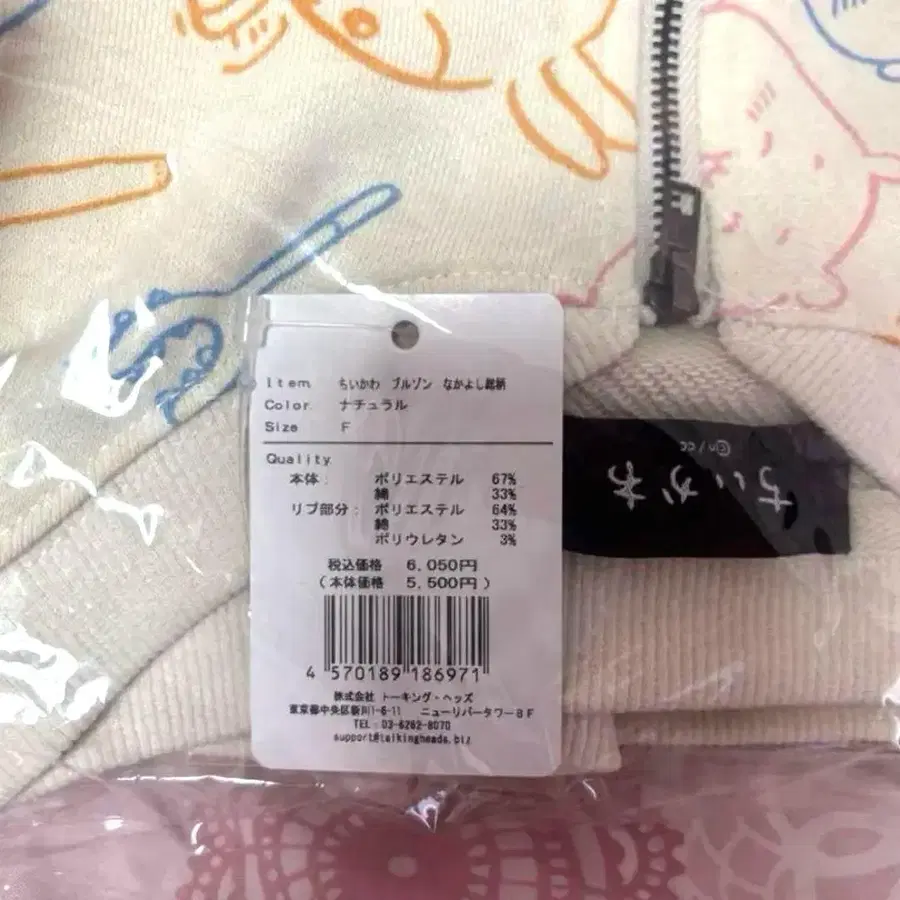 Item ちいかわ ブルゾン なかよし総柄
Color ナチュラル
Size F
Quality
本体: ポリエステル 67%
綿 33%
リブ部分: ポリエステル 64%
綿 33%
ポリウレタン 3%
税込価格 6,050円
(本体価格 5,500円)
4 570189 186971
株式会社 トーキング・ヘッズ
東京都中央区新川1-6-11 ニューリバータワー8F
TEL:03-6262-8070
support@talkingheads.biz
ちいかわ
©n/cc